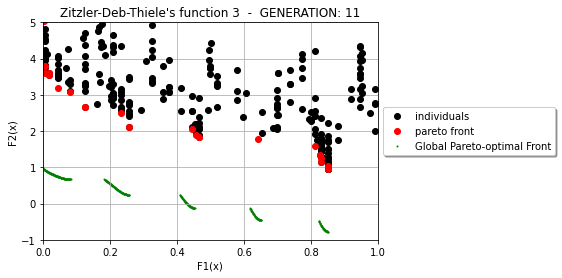 Zitzler-Deb-Thiele's function 3 - GENERATION: 11
5
4
3
2
1
0
−1
F2(x)
0.0 0.2 0.4 0.6 0.8 1.0
F1(x)
individuals
pareto front
Global Pareto-optimal Front